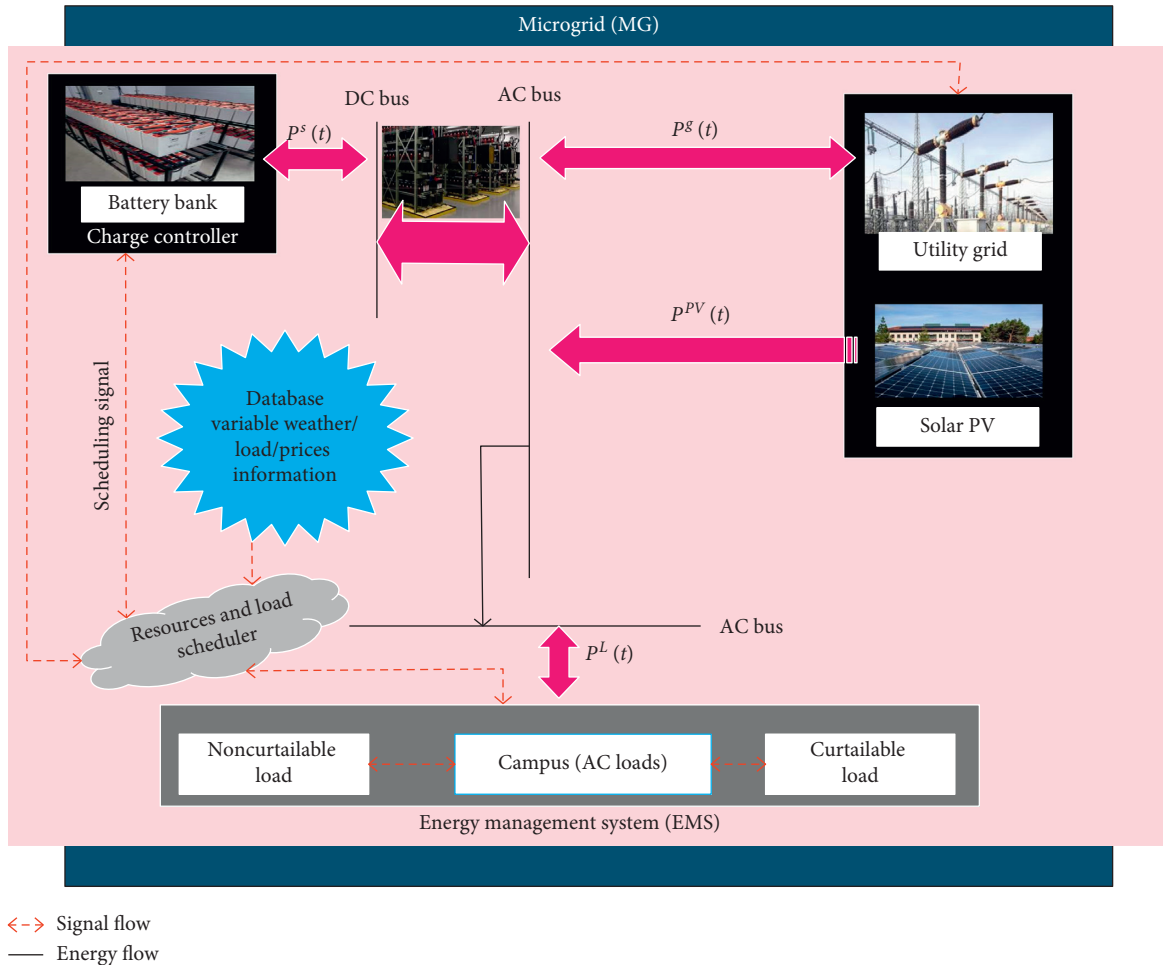 Microgrid (MG)
DC bus
AC bus
P^s (t)
P^g (t)
Battery bank
Charge controller
Utility grid
P^PV (t)
Solar PV
Scheduling signal
Database
variable weather/
load/prices
information
Resources and load
scheduler
AC bus
P^L (t)
Noncurtailable
load
Campus (AC loads)
Curtailable
load
Energy management system (EMS)
Signal flow
Energy flow